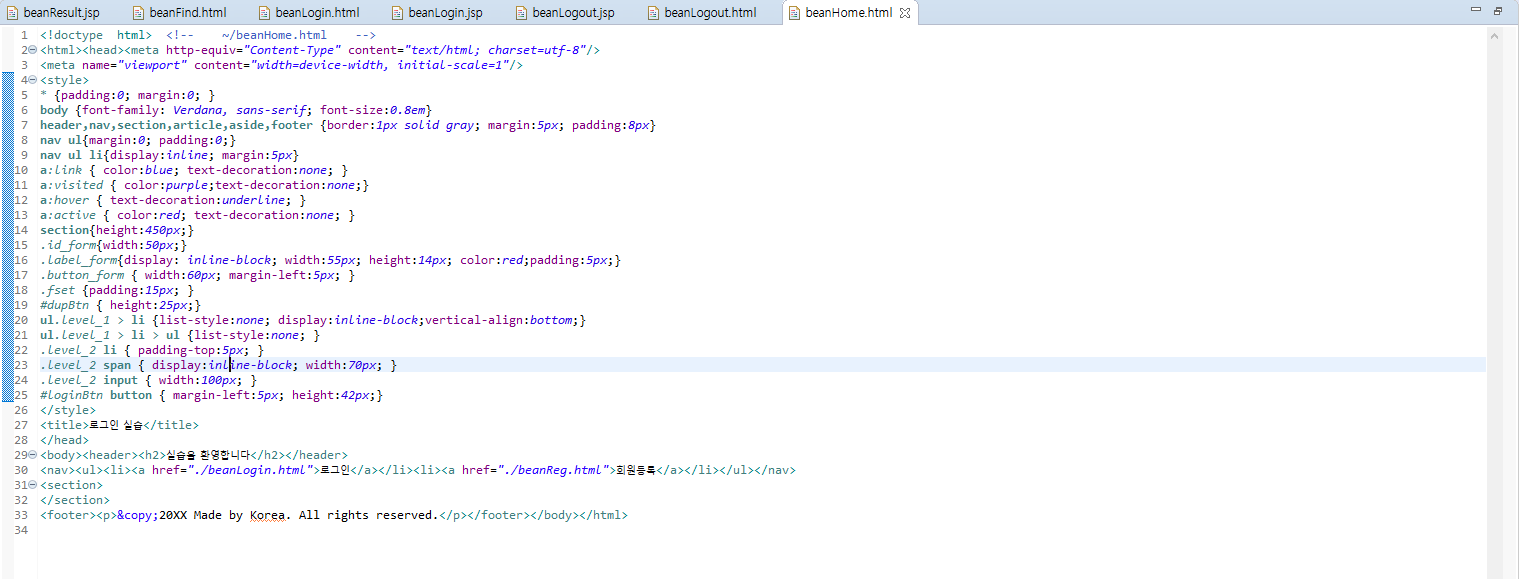 beanResult.jsp beanFind.html beanLogin.html beanLogin.jsp beanLogout.jsp beanLogout.html beanHome.html
1 <!doctype  html>  <!--   ~/beanHome.html    -->
2 <html><head><meta http-equiv="Content-Type" content="text/html; charset=utf-8"/>
3 <meta name="viewport" content="width=device-width, initial-scale=1"/>
4 <style>
5 * {padding:0; margin:0; }
6 body {font-family: Verdana, sans-serif; font-size:0.8em}
7 header,nav,section,article,aside,footer {border:1px solid gray; margin:5px; padding:8px}
8 nav ul{margin:0; padding:0;}
9 nav ul li{display:inline; margin:5px}
10 a:link { color:blue; text-decoration:none; }
11 a:visited { color:purple;text-decoration:none;}
12 a:hover { text-decoration:underline; }
13 a:active { color:red; text-decoration:none; }
14 section{height:450px;}
15 .id_form{width:50px;}
16 .label_form{display: inline-block; width:55px; height:14px; color:red;padding:5px;}
17 .button_form { width:60px; margin-left:5px; }
18 .fset {padding:15px; }
19 #dupBtn { height:25px;}
20 ul.level_1 > li {list-style:none; display:inline-block;vertical-align:bottom;}
21 ul.level_1 > li > ul {list-style:none; }
22 .level_2 li { padding-top:5px; }
23 .level_2 span { display:inline-block; width:70px; }
24 .level_2 input { width:100px; }
25 #loginBtn button { margin-left:5px; height:42px;}
26 </style>
27 <title>로그인 실습</title>
28 </head>
29 <body><header><h2>실습을 환영합니다</h2></header>
30 <nav><ul><li><a href="./beanLogin.html">로그인</a></li><li><a href="./beanReg.html">회원등록</a></li></ul></nav>
31 <section>
32 </section>
33 <footer><p>&copy;20XX Made by Korea. All rights reserved.</p></footer></body></html>
34